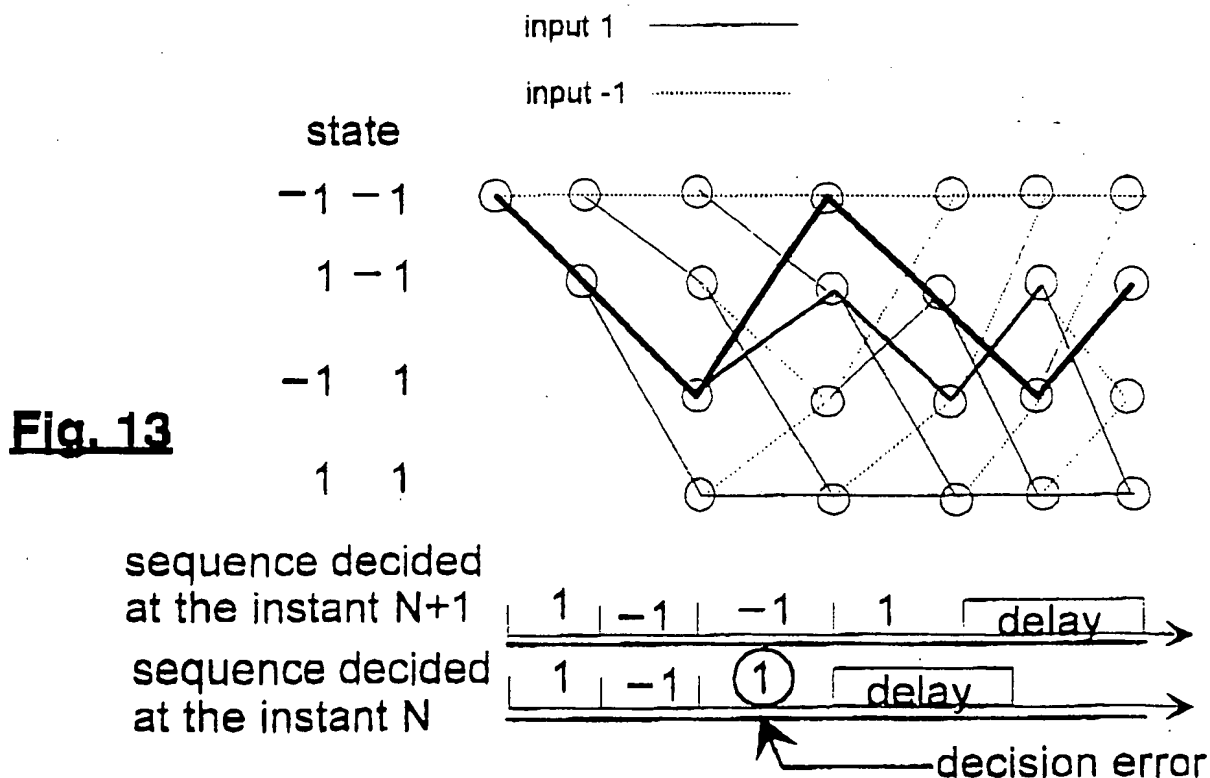 input 1
input -1
state
-1 -1
1 -1
-1 1
Fig. 13
1 1
sequence decided
at the instant N+1
1 -1 -1 1 delay
sequence decided
at the instant N
1 -1 1 delay
decision error